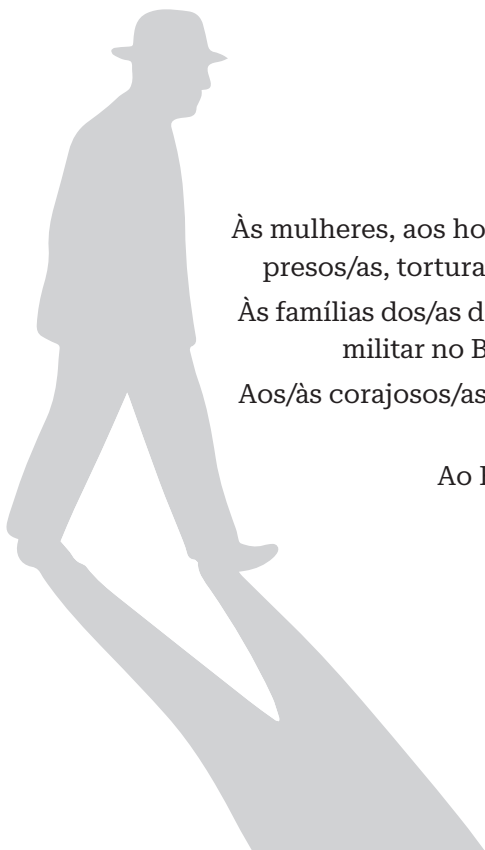 Às mulheres, aos ho
presos/as, tortura
Às famílias dos/as d
militar no B
Aos/às corajosos/as
Ao